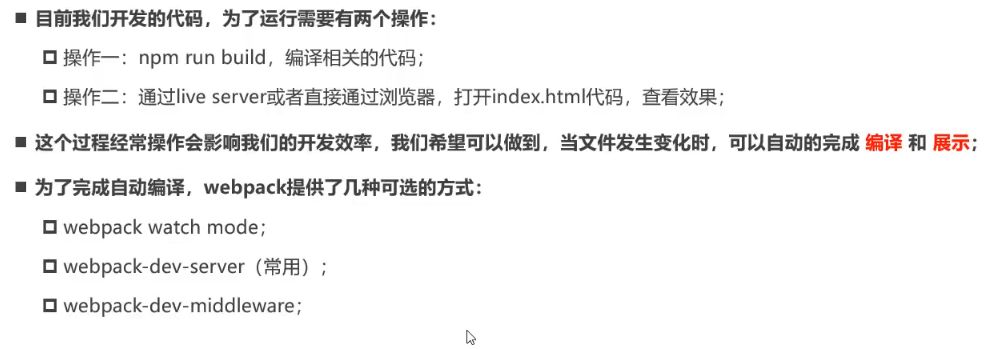 ■ 目前我们开发的代码，为了运行需要有两个操作：
❑ 操作一：npm run build，编译相关的代码；
❑ 操作二：通过live server或者直接通过浏览器，打开index.html代码，查看效果；
■ 这个过程经常操作会影响我们的开发效率，我们希望可以做到，当文件发生变化时，可以自动的完成 编译 和 展示；
■ 为了完成自动编译，webpack提供了几种可选的方式：
❑ webpack watch mode；
❑ webpack-dev-server（常用）；
❑ webpack-dev-middleware；